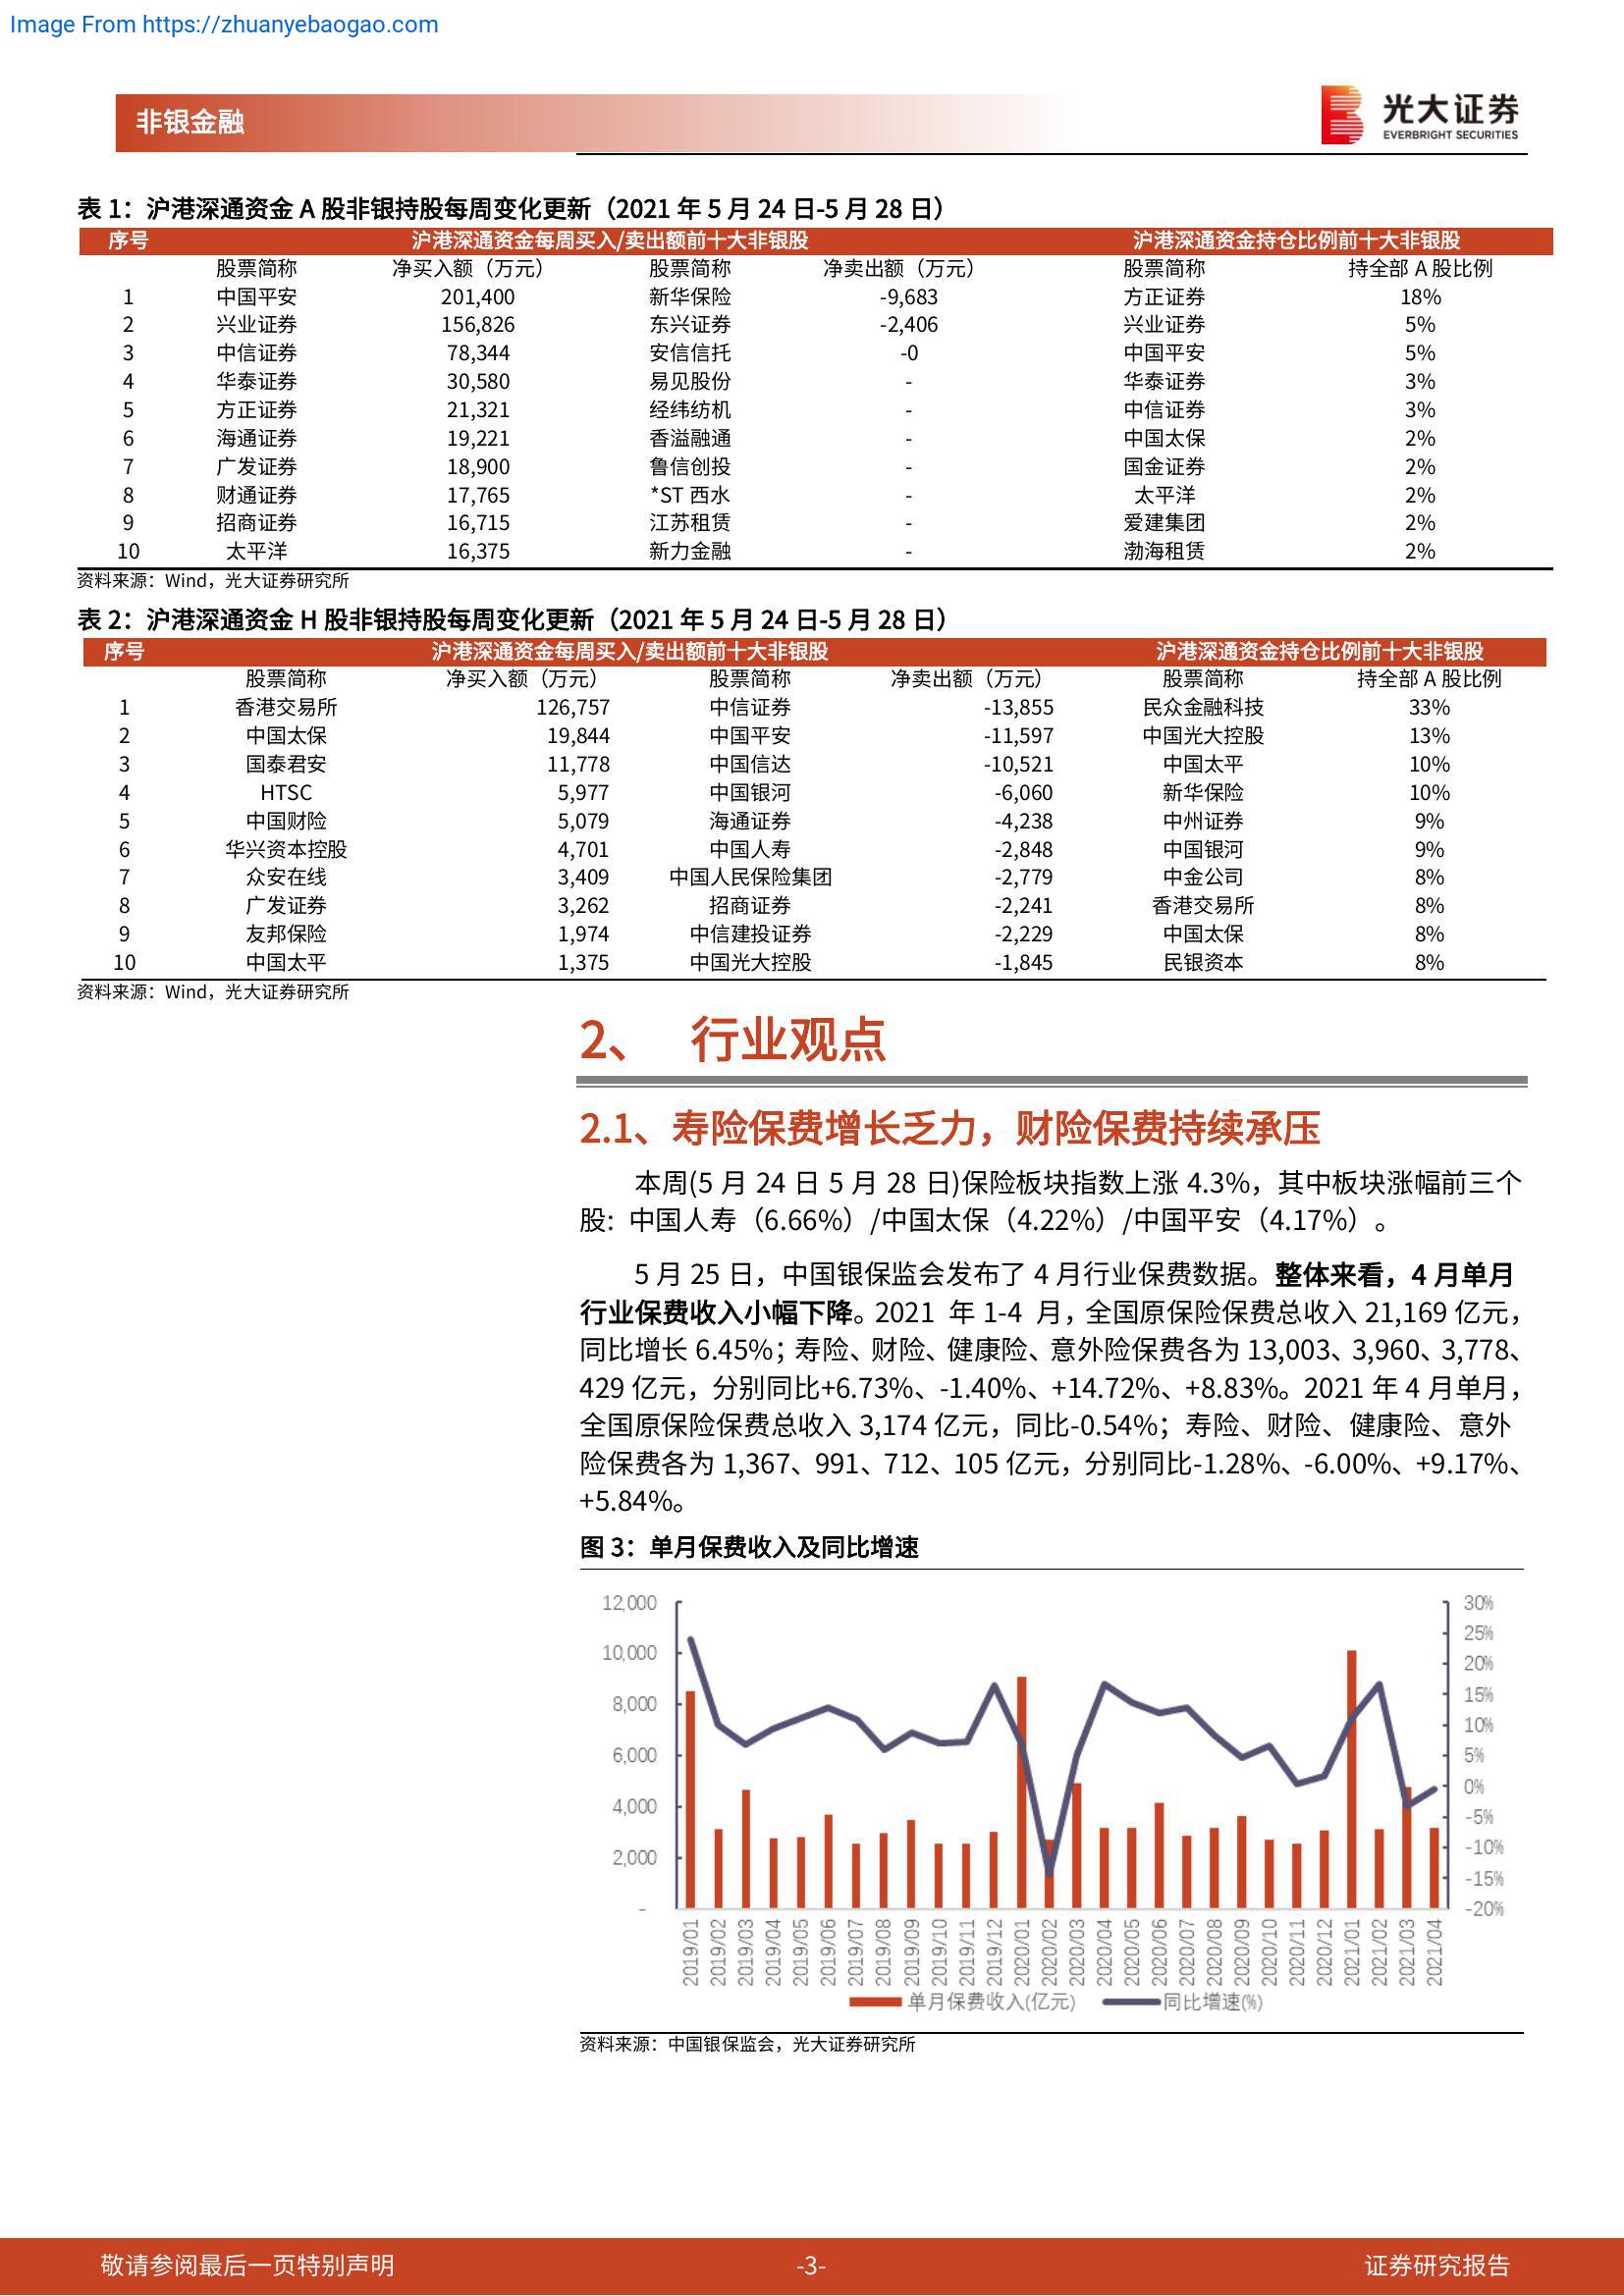 Image From https://zhuanyebaogao.com
非银金融
光大证券
EVERBRIGHT SECURITIES
表 1：沪港深通资金 A 股非银持股每周变化更新（2021 年 5 月 24 日-5 月 28 日）
序号 沪港深通资金每周买入/卖出额前十大非银股 沪港深通资金持仓比例前十大非银股
股票简称 净买入额（万元） 股票简称 净卖出额（万元） 股票简称 持全部 A 股比例
1 中国平安 201,400 新华保险 -9,683 方正证券 18%
2 兴业证券 156,826 东兴证券 -2,406 兴业证券 5%
3 中信证券 78,344 安信信托 -0 中国平安 5%
4 华泰证券 30,580 易见股份 - 华泰证券 3%
5 方正证券 21,321 经纬纺机 - 中信证券 3%
6 海通证券 19,221 香溢融通 - 中国太保 2%
7 广发证券 18,900 鲁信创投 - 国金证券 2%
8 财通证券 17,765 *ST 西水 - 太平洋 2%
9 招商证券 16,715 江苏租赁 - 爱建集团 2%
10 太平洋 16,375 新力金融 - 渤海租赁 2%
资料来源：Wind，光大证券研究所
表 2：沪港深通资金 H 股非银持股每周变化更新（2021 年 5 月 24 日-5 月 28 日）
序号 沪港深通资金每周买入/卖出额前十大非银股 沪港深通资金持仓比例前十大非银股
股票简称 净买入额（万元） 股票简称 净卖出额（万元） 股票简称 持全部 A 股比例
1 香港交易所 126,757 中信证券 -13,855 民众金融科技 33%
2 中国太保 19,844 中国平安 -11,597 中国光大控股 13%
3 国泰君安 11,778 中国信达 -10,521 中国太平 10%
4 HTSC 5,977 中国银河 -6,060 新华保险 10%
5 中国财险 5,079 海通证券 -4,238 中州证券 9%
6 华兴资本控股 4,701 中国人寿 -2,848 中国银河 9%
7 众安在线 3,409 中国人民保险集团 -2,779 中金公司 8%
8 广发证券 3,262 招商证券 -2,241 香港交易所 8%
9 友邦保险 1,974 中信建投证券 -2,229 中国太保 8%
10 中国太平 1,375 中国光大控股 -1,845 民银资本 8%
资料来源：Wind，光大证券研究所
2、 行业观点
2.1、寿险保费增长乏力，财险保费持续承压
本周(5 月 24 日 5 月 28 日)保险板块指数上涨 4.3%，其中板块涨幅前三个
股：中国人寿（6.66%）/中国太保（4.22%）/中国平安（4.17%）。
5 月 25 日，中国银保监会发布了 4 月行业保费数据。整体来看，4 月单月
行业保费收入小幅下降。2021 年 1-4 月，全国原保险保费总收入 21,169 亿元，
同比增长 6.45%；寿险、财险、健康险、意外险保费各为 13,003、3,960、3,778、
429 亿元，分别同比+6.73%、-1.40%、+14.72%、+8.83%。2021 年 4 月单月，
全国原保险保费总收入 3,174 亿元，同比-0.54%；寿险、财险、健康险、意外
险保费各为 1,367、991、712、105 亿元，分别同比-1.28%、-6.00%、+9.17%、
+5.84%。
图 3：单月保费收入及同比增速
12,000 30%
25%
10,000 20%
8,000 15%
10%
6,000 5%
0%
4,000 -5%
-10%
2,000 -15%
- -20%
2019/01 2019/02 2019/03 2019/04 2019/05 2019/06 2019/07 2019/08 2019/09 2019/10 2019/11 2019/12 2020/01 2020/02 2020/03 2020/04 2020/05 2020/06 2020/07 2020/08 2020/09 2020/10 2020/11 2020/12 2021/01 2021/02 2021/03 2021/04
单月保费收入(亿元) 同比增速(%)
资料来源：中国银保监会，光大证券研究所
敬请参阅最后一页特别声明 -3- 证券研究报告